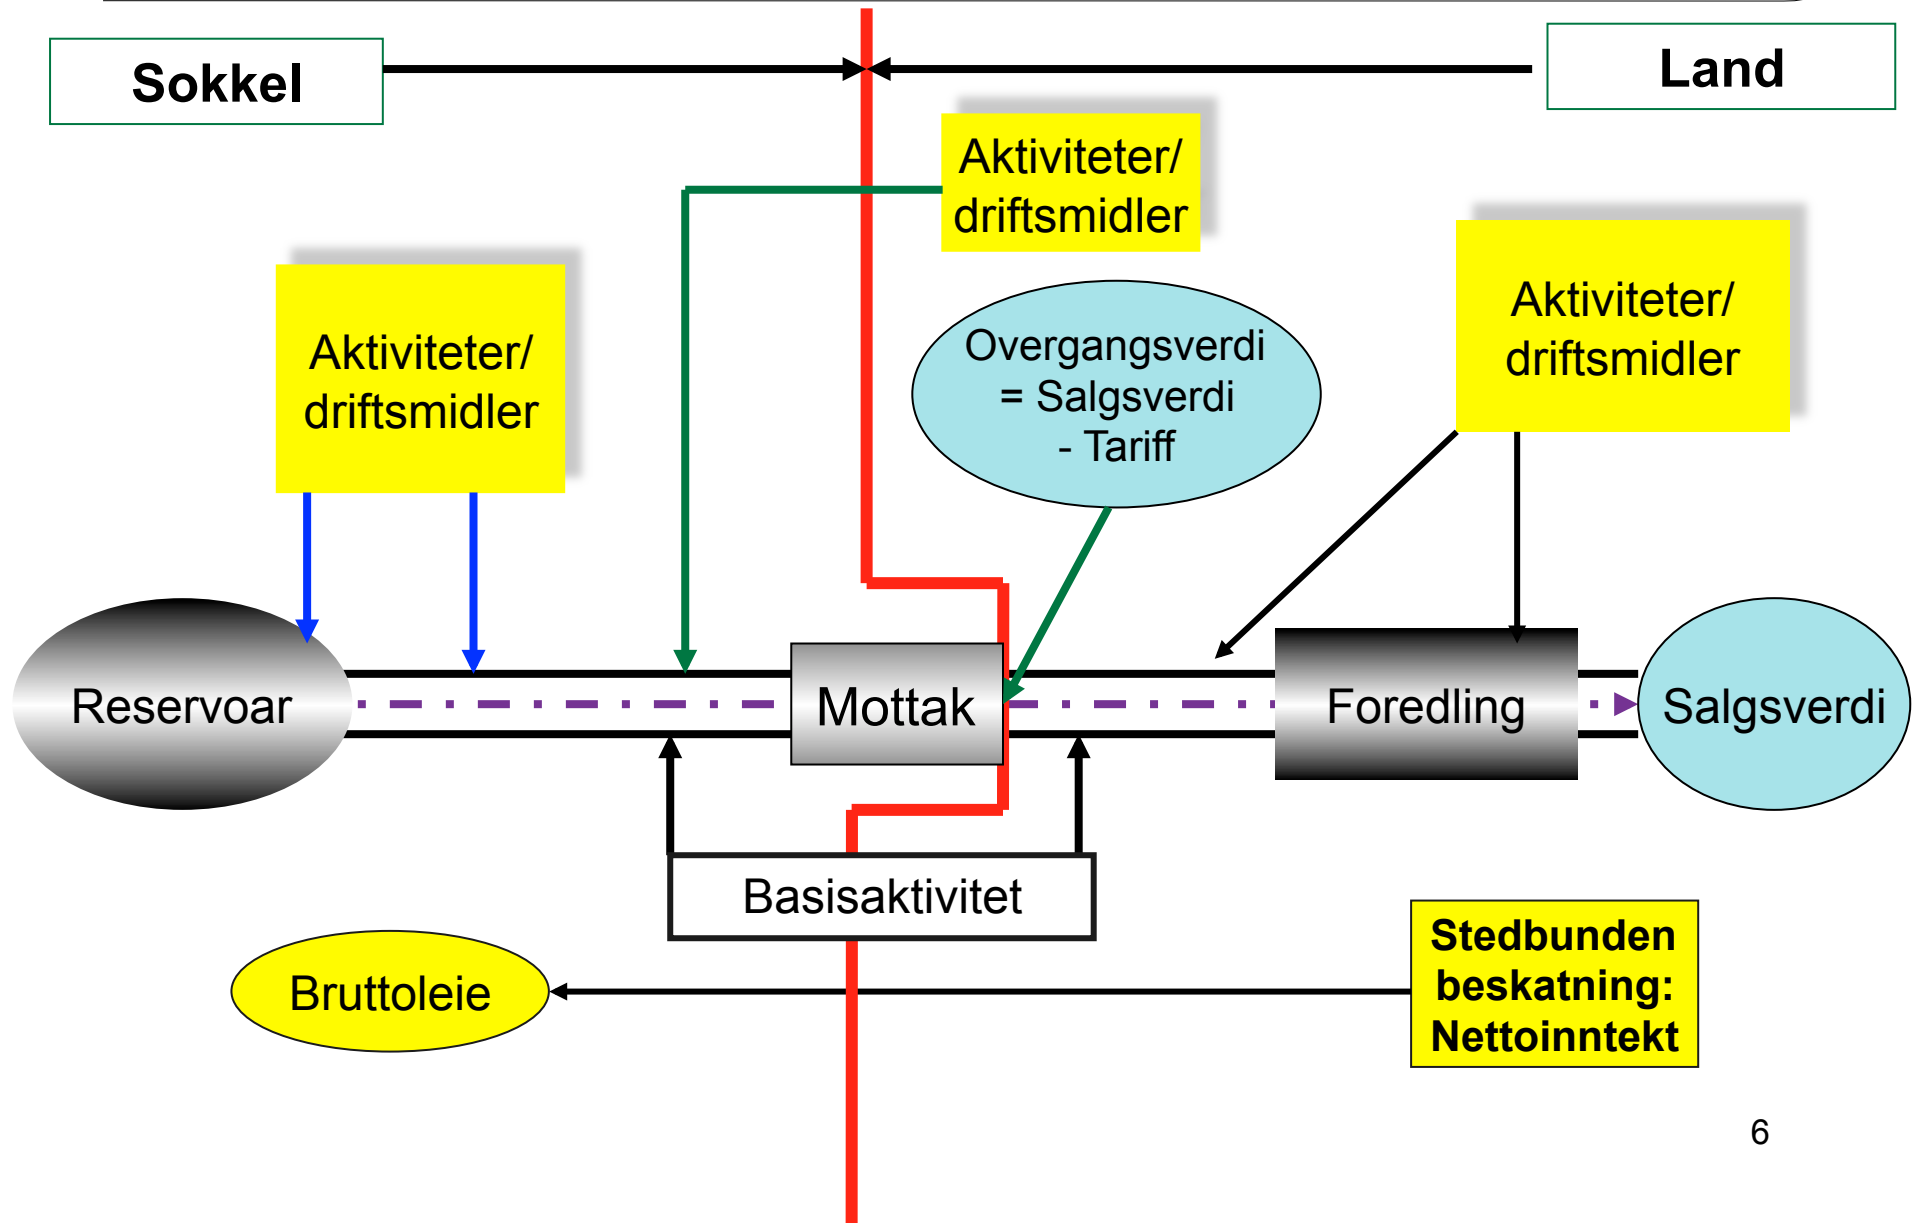 Sokkel
Land
Aktiviteter/
driftsmidler
Aktiviteter/
driftsmidler
Aktiviteter/
driftsmidler
Overgangsverdi
= Salgsverdi
- Tariff
Reservoar
Mottak
Foredling
Salgsverdi
Basisaktivitet
Bruttoleie
Stedbunden
beskatning:
Nettoinntekt
6